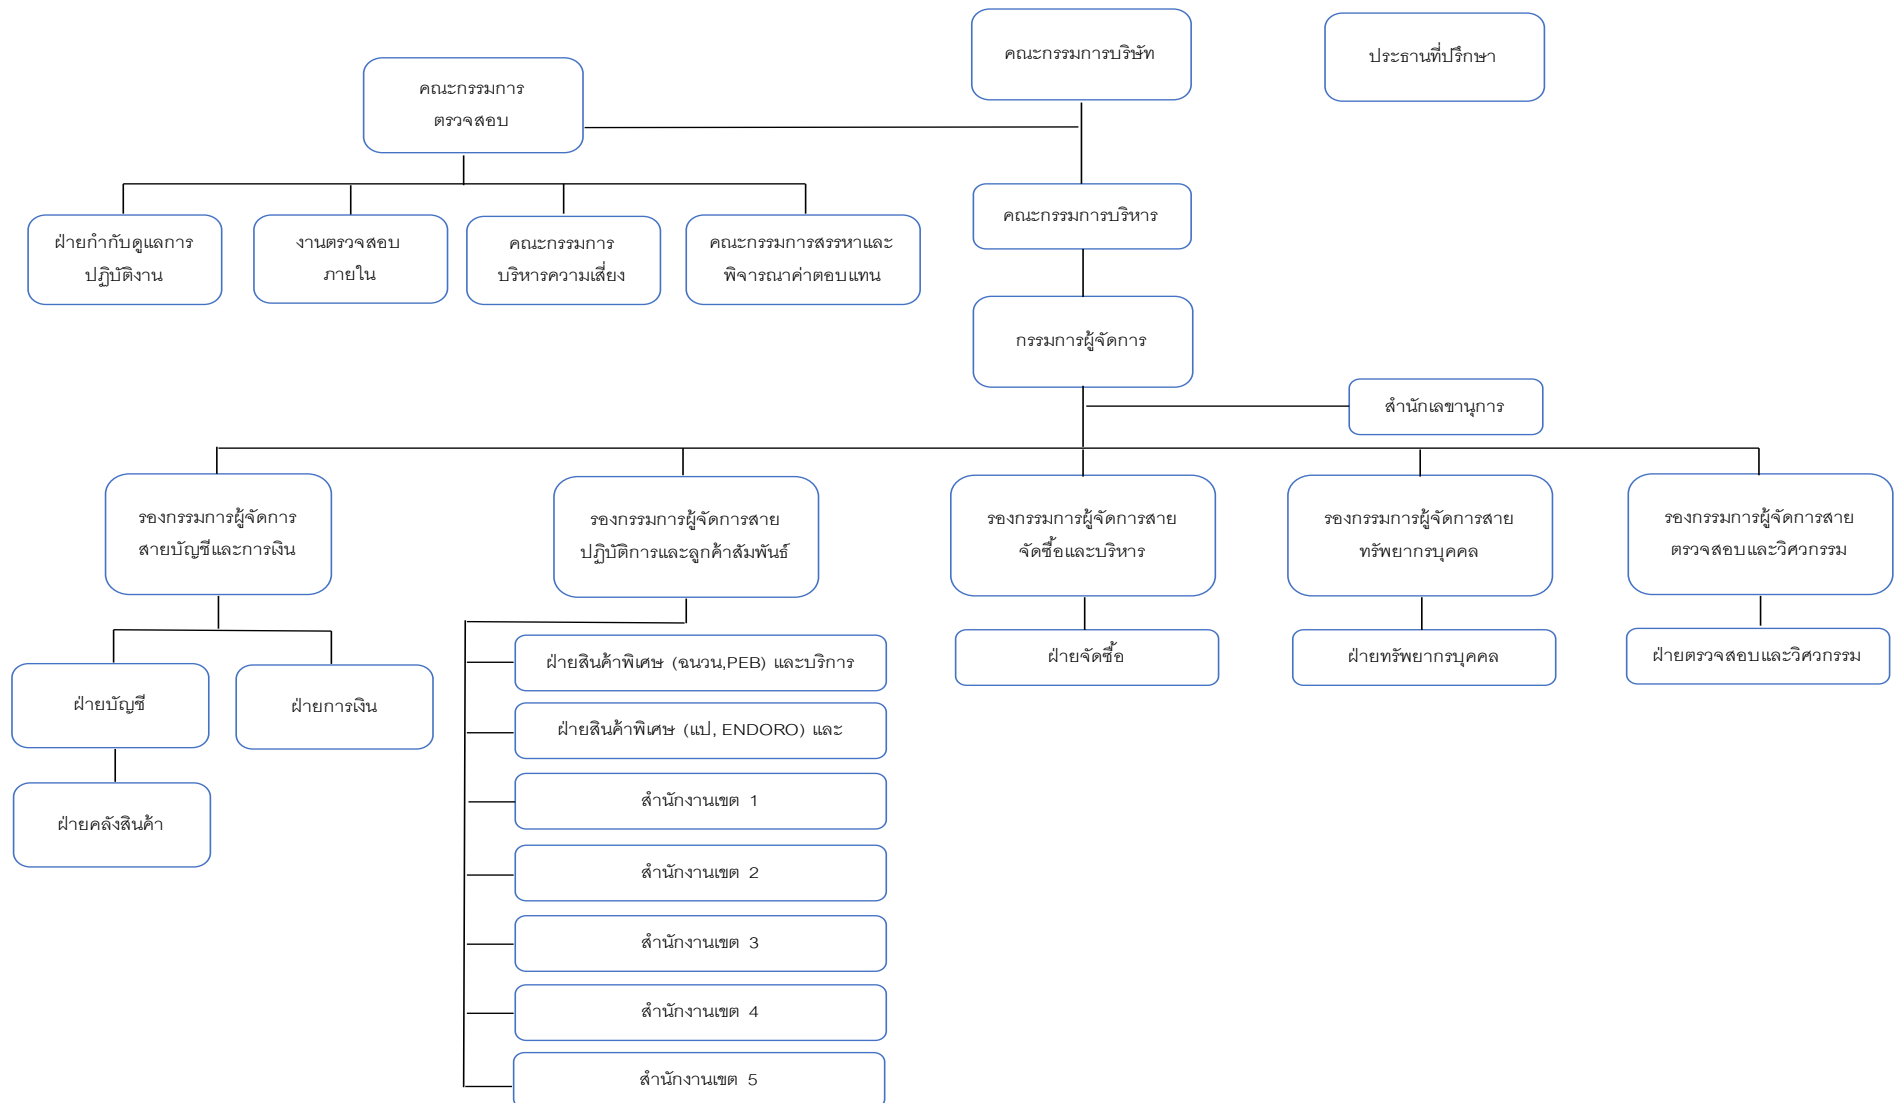 คณะกรรมการบริษัท
ประธานที่ปรึกษา
คณะกรรมการ
ตรวจสอบ
คณะกรรมการบริหาร
ฝ่ายกำกับดูแลการ
ปฏิบัติงาน
งานตรวจสอบ
ภายใน
คณะกรรมการ
บริหารความเสี่ยง
คณะกรรมการสรรหาและ
พิจารณาค่าตอบแทน
กรรมการผู้จัดการ
สำนักเลขานุการ
รองกรรมการผู้จัดการ
สายบัญชีและการเงิน
รองกรรมการผู้จัดการสาย
ปฏิบัติการและลูกค้าสัมพันธ์
รองกรรมการผู้จัดการสาย
จัดซื้อและบริหาร
รองกรรมการผู้จัดการสาย
ทรัพยากรบุคคล
รองกรรมการผู้จัดการสาย
ตรวจสอบและวิศวกรรม
ฝ่ายบัญชี
ฝ่ายการเงิน
ฝ่ายคลังสินค้า
ฝ่ายสินค้าพิเศษ (ฉนวน,PEB) และบริการ
ฝ่ายสินค้าพิเศษ (แป, ENDORO) และ
สำนักงานเขต 1
สำนักงานเขต 2
สำนักงานเขต 3
สำนักงานเขต 4
สำนักงานเขต 5
ฝ่ายจัดซื้อ
ฝ่ายทรัพยากรบุคคล
ฝ่ายตรวจสอบและวิศวกรรม